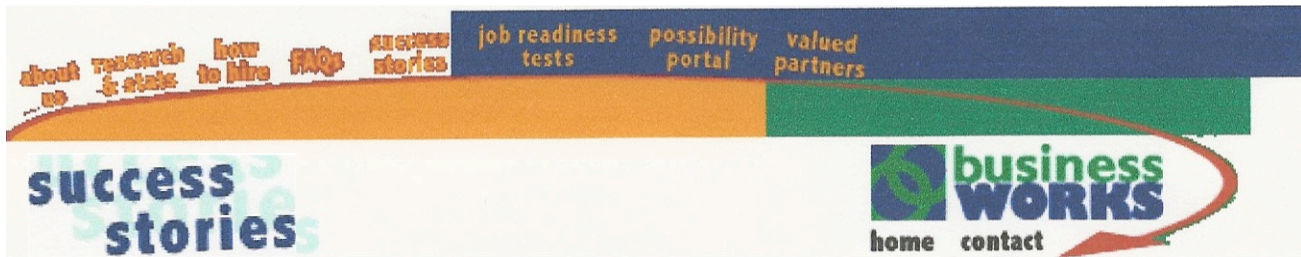 about us
research & stats
how to hire
FAQs
success stories
job readiness tests
possibility portal
valued partners
success
stories
business
WORKS
home contact